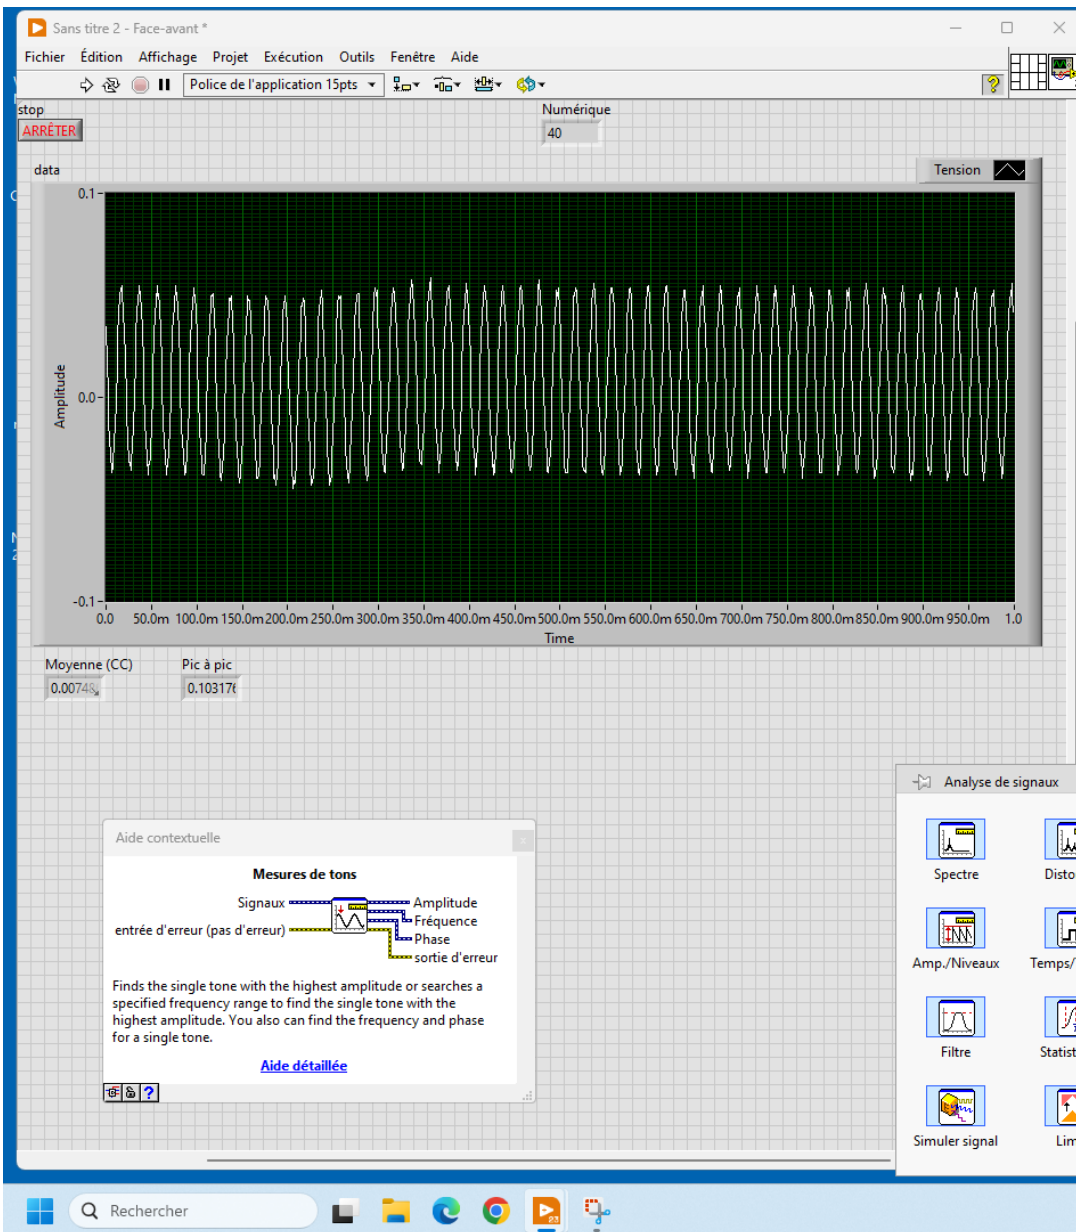 Sans titre 2 - Face-avant *
Fichier Édition Affichage Projet Exécution Outils Fenêtre Aide
Police de l'application 15pts
stop
ARRÊTER
Numérique
40
data
Tension
0.1
0.0
-0.1
Amplitude
0.0 50.0m 100.0m 150.0m 200.0m 250.0m 300.0m 350.0m 400.0m 450.0m 500.0m 550.0m 600.0m 650.0m 700.0m 750.0m 800.0m 850.0m 900.0m 950.0m 1.0
Time
Moyenne (CC) Pic à pic
0.00748 0.103176
Analyse de signaux
Spectre Disto
Amp./Niveaux Temps/
Filtre Statist
Simuler signal Lim
Aide contextuelle
Mesures de tons
Signaux
entrée d'erreur (pas d'erreur)
Amplitude
Fréquence
Phase
sortie d'erreur
Finds the single tone with the highest amplitude or searches a
specified frequency range to find the single tone with the
highest amplitude. You also can find the frequency and phase
for a single tone.
Aide détaillée
Rechercher